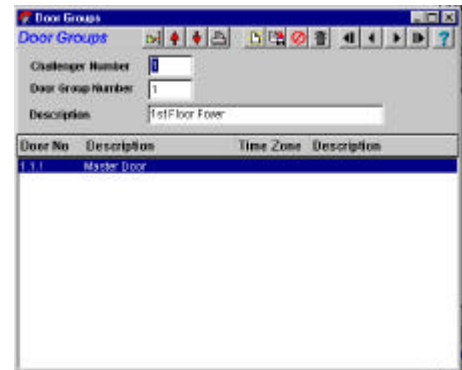 Door Groups
Door Groups
Challenger Number 1
Door Group Number 1
Description 1st Floor Foyer
Door No Description Time Zone Description
1.1.1 Master Door